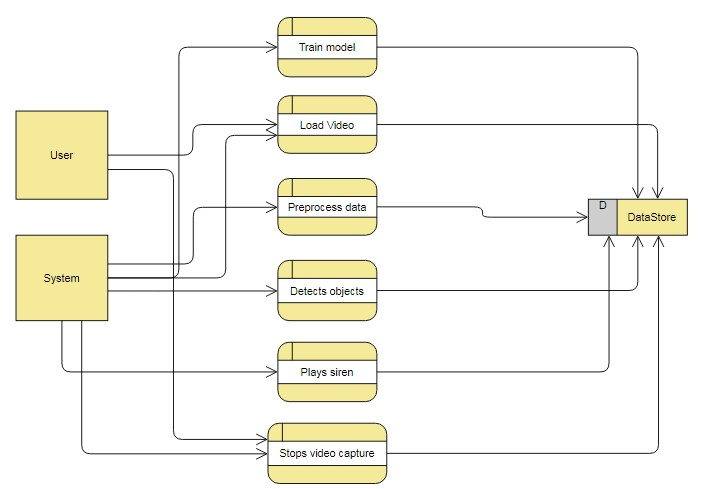 Train model
Load Video
User
Preprocess data
D
DataStore
System
Detects objects
Plays siren
Stops video capture